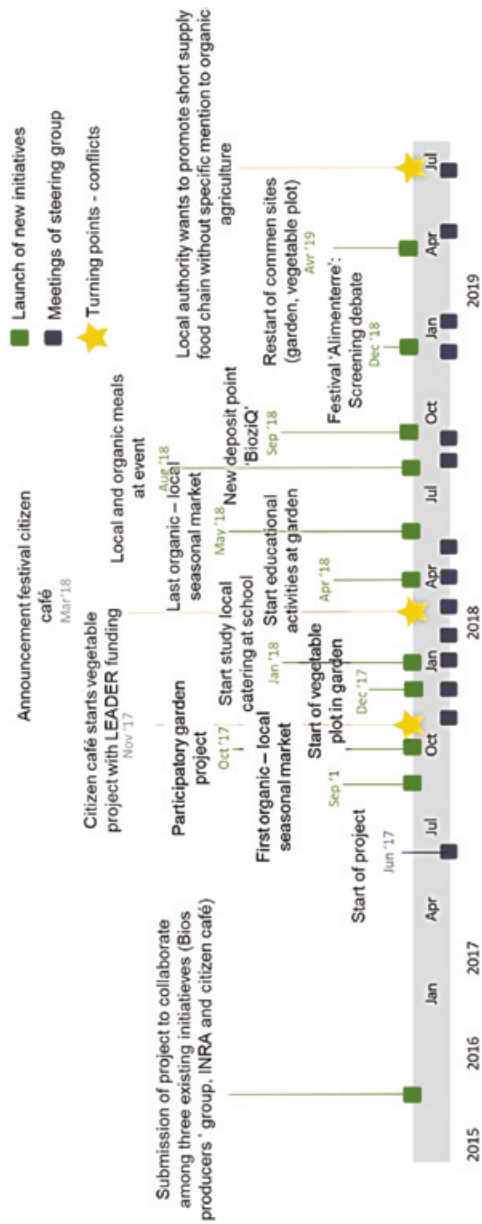 Launch of new initiatives
Meetings of steering group
Turning points - conflicts
Submission of project to collaborate
among three existing initiatieves (Bios
producers ' group, INRA and citizen café)
Start of project
Jun '17
First organic – local
seasonal market
Sep '1
Participatory garden
project
Oct '17
Citizen café starts vegetable
project with LEADER funding
Nov '17
Start of vegetable
plot in garden
Dec '17
Start study local
catering at school
Jan '18
Announcement festival citizen
café
Mar'18
Start educational
activities at garden
Apr '18
Last organic – local
seasonal market
May '18
Local and organic meals
at event
Aug '18
New deposit point
'BioziQ'
Sep '18
Festival 'Alimenterre':
Screening debate
Dec '18
Restart of commen sites
(garden, vegetable plot)
Avr '19
Local authority wants to promote short supply
food chain without specific mention to organic
agriculture
Jan Apr Jul Oct Jan Apr Jul Oct Jan Apr Jul
2015 2016 2017 2018 2019